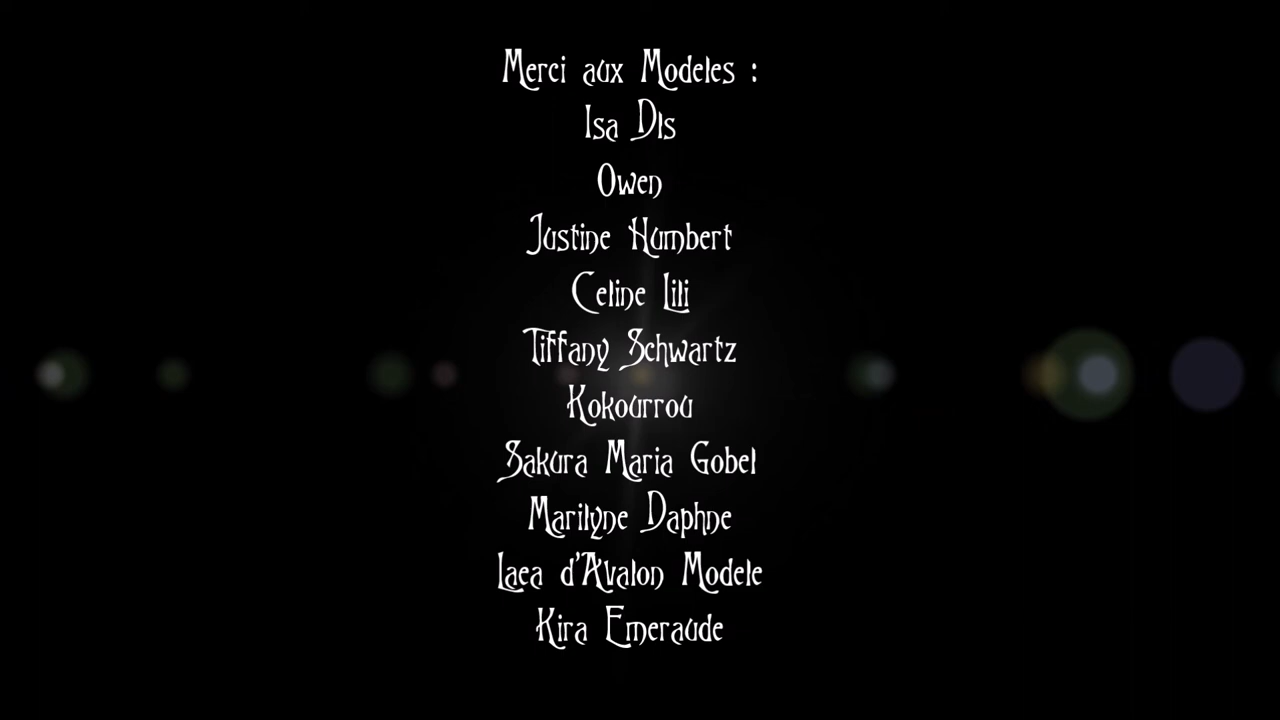 Merci aux Modeles :
Isa Dls
Owen
Justine Humbert
Celine Lili
Tiffany Schwartz
Kokourrou
Sakura Maria Gobel
Marilyne Daphne
Laea d'Avalon Modele
Kira Emeraude